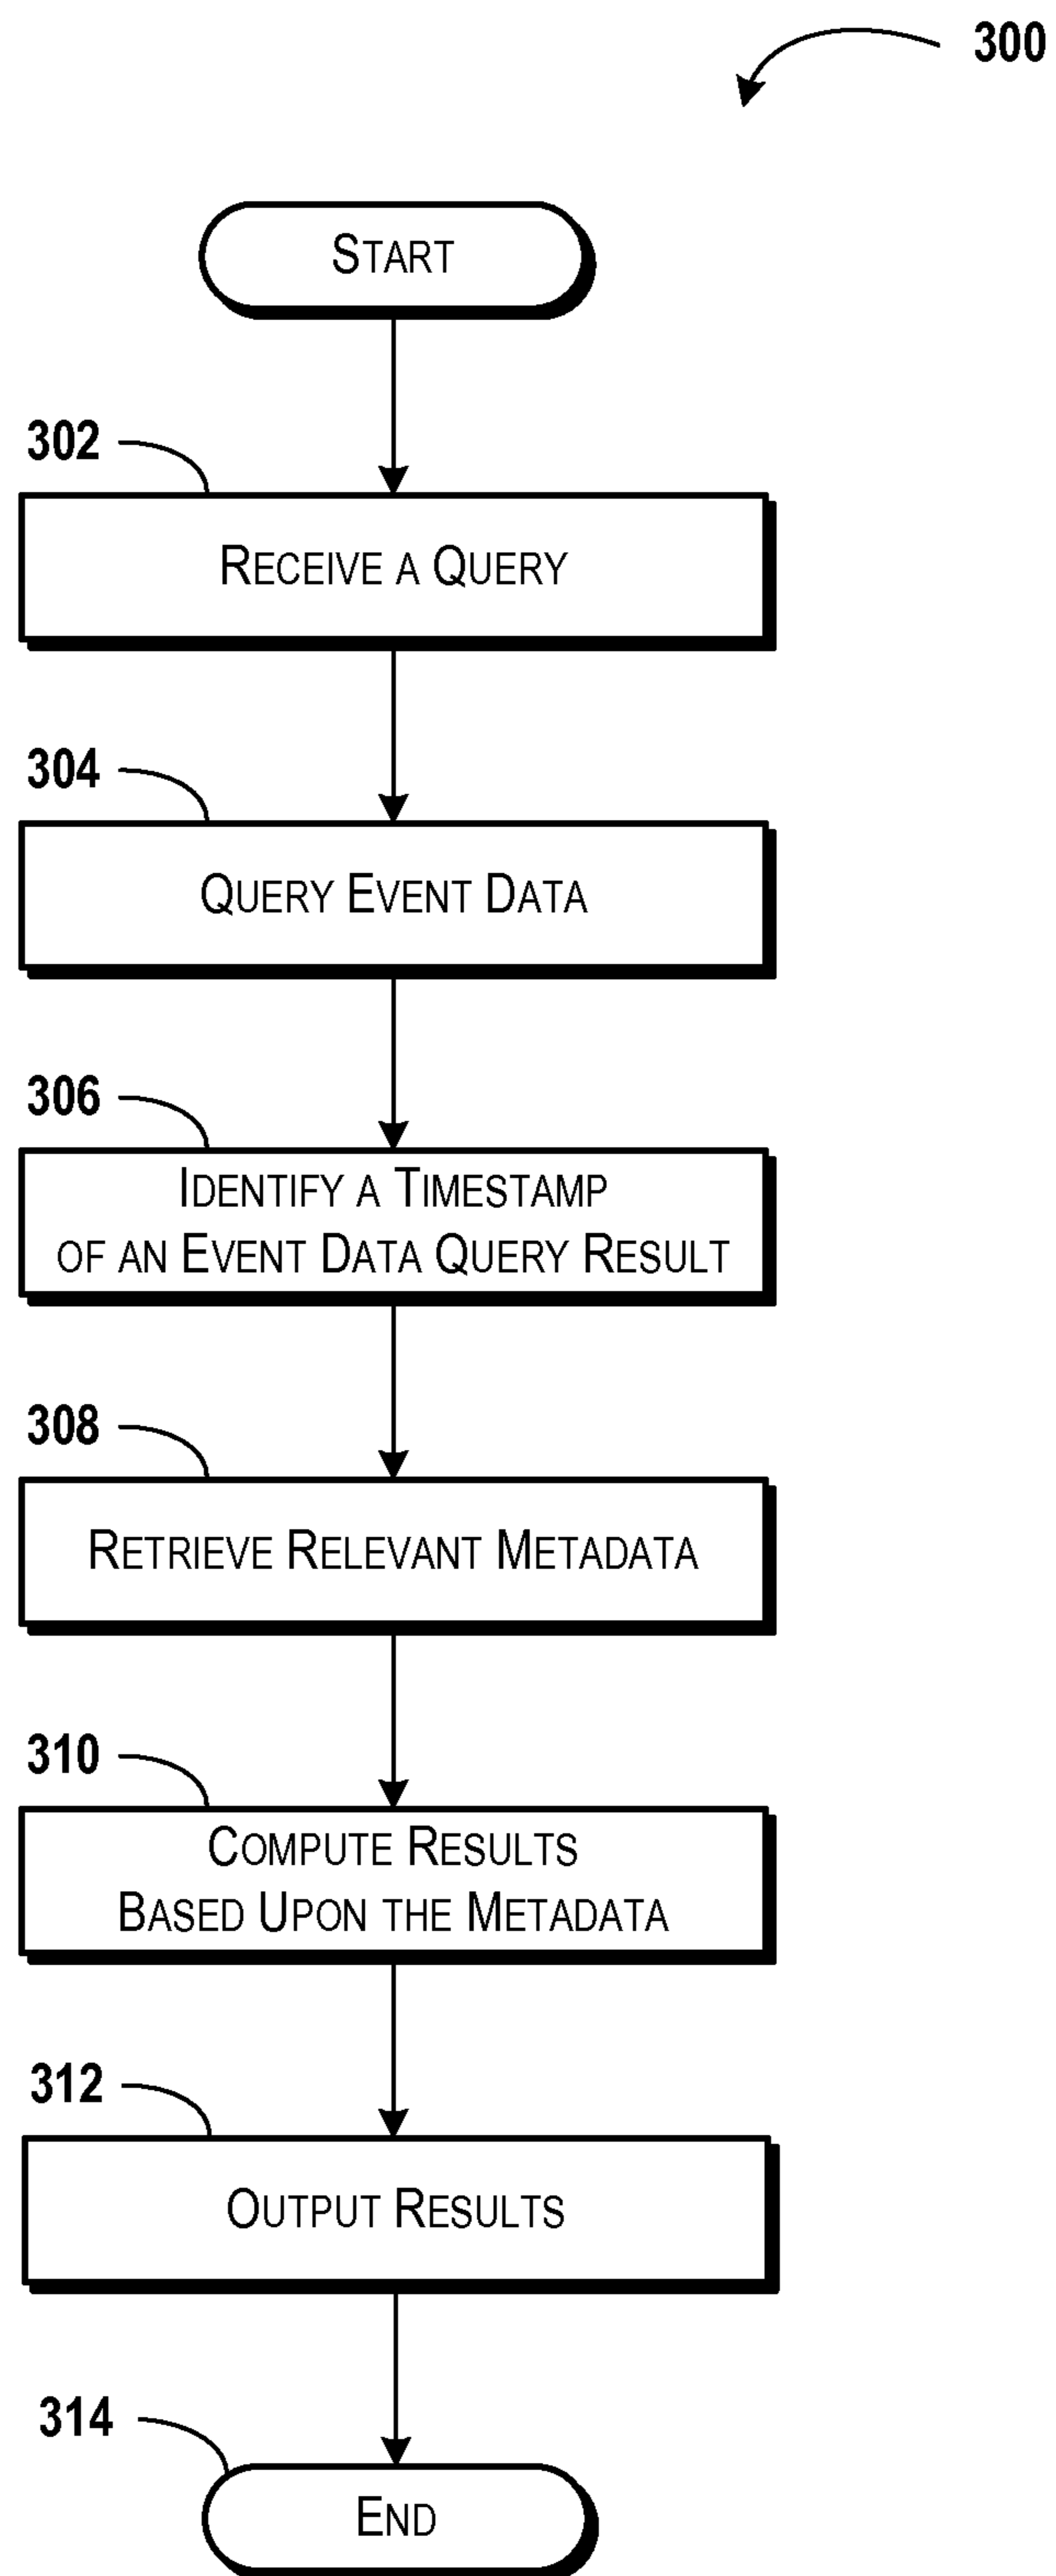 300
START
302
RECEIVE A QUERY
304
QUERY EVENT DATA
306
IDENTIFY A TIMESTAMP
OF AN EVENT DATA QUERY RESULT
308
RETRIEVE RELEVANT METADATA
310
COMPUTE RESULTS
BASED UPON THE METADATA
312
OUTPUT RESULTS
314
END